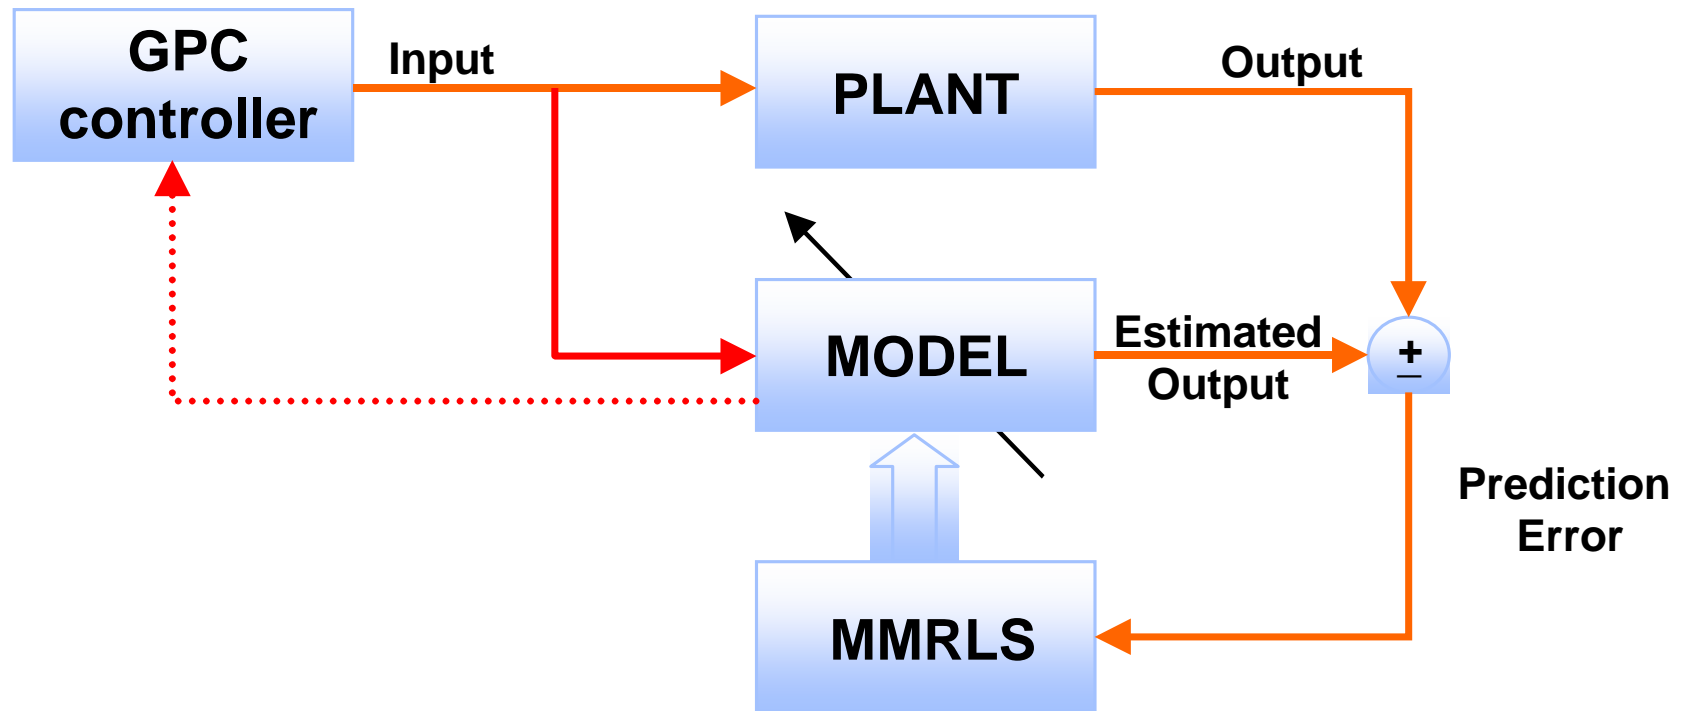 GPC
controller
Input
PLANT
Output
MODEL
Estimated
Output
±
Prediction
Error
MMRLS